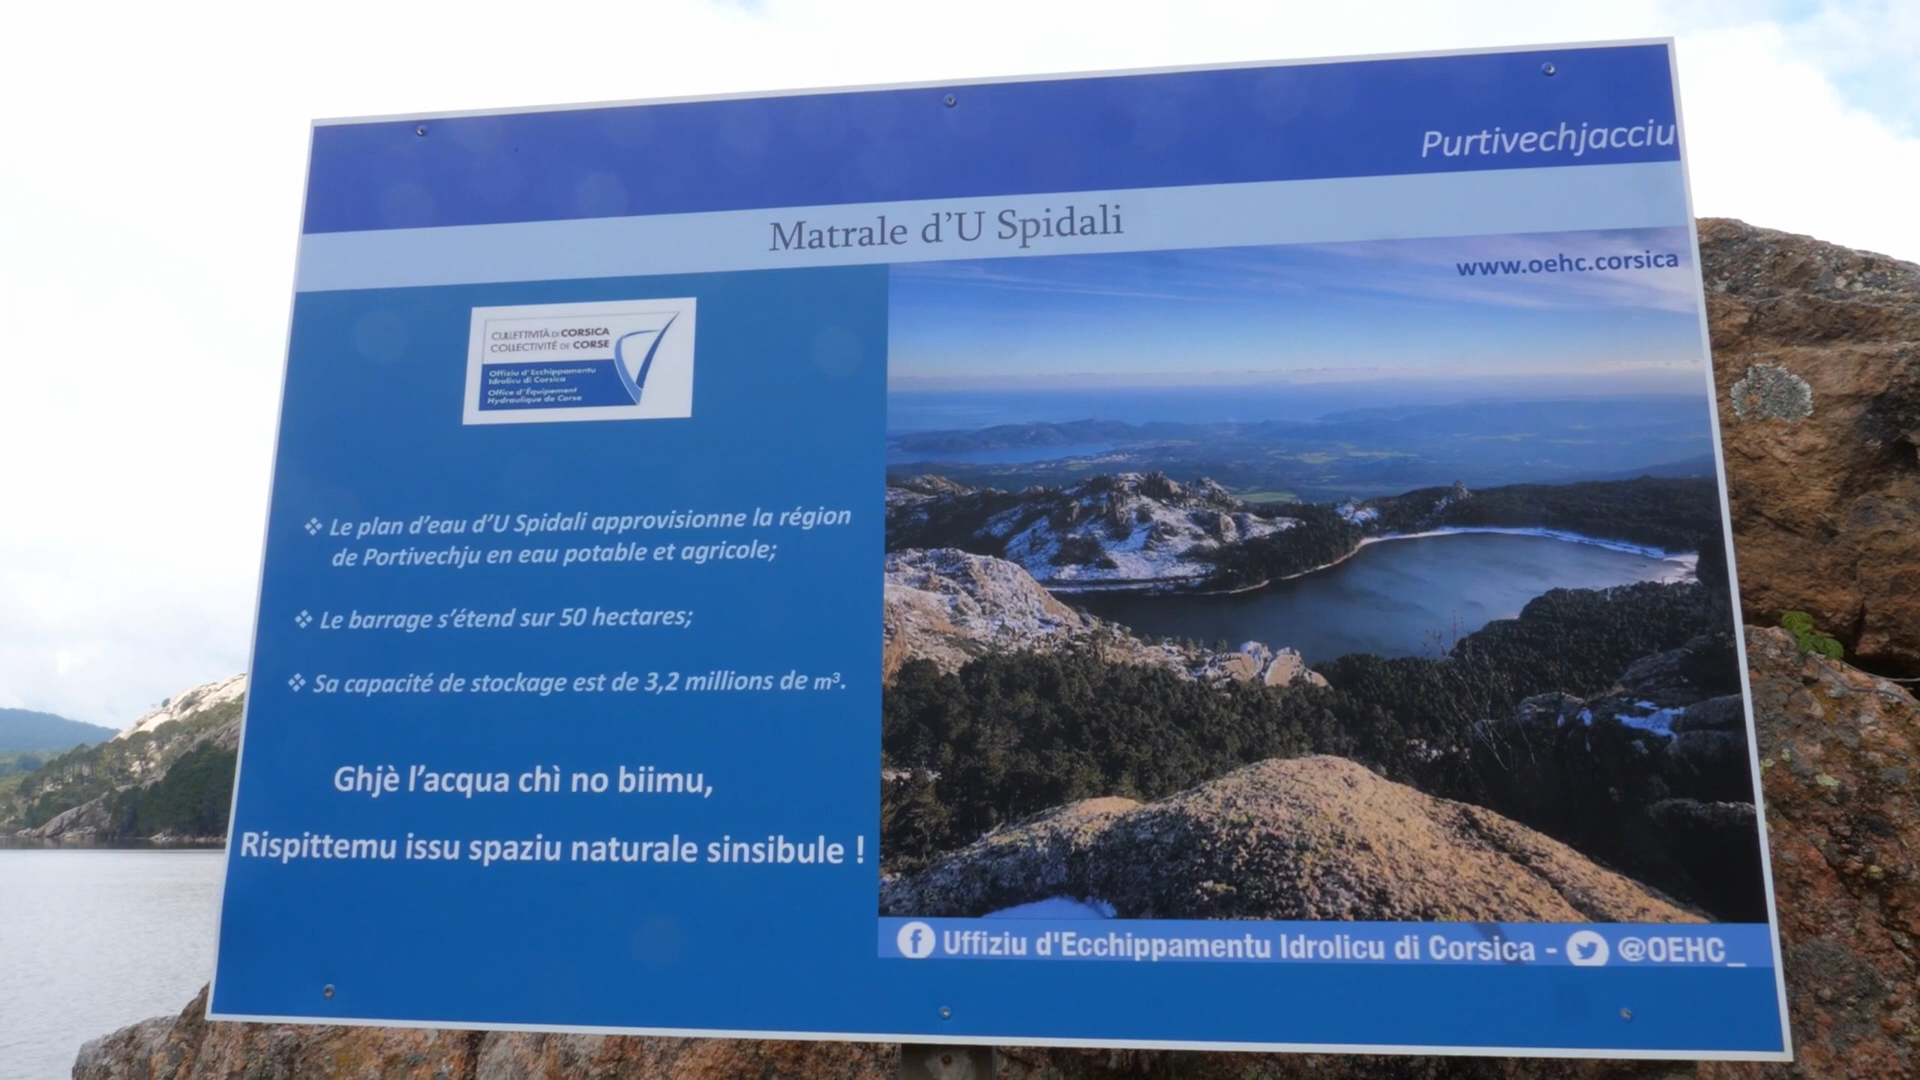 Purtivechjacciu
Matrale d'U Spidali
www.oehc.corsica
CULLETTIVITÀ DI CORSICA
COLLECTIVITÉ DE CORSE
Offiziu d'Ecchippamentu
Idrolicu di Corsica
Office d'Équipement
Hydraulique de Corse
❖ Le plan d'eau d'U Spidali approvisionne la région
de Portivechju en eau potable et agricole;
❖ Le barrage s'étend sur 50 hectares;
❖ Sa capacité de stockage est de 3,2 millions de m³.
Ghjè l'acqua chì no biimu,
Rispittemu issu spaziu naturale sinsibule !
Uffiziu d'Ecchippamentu Idrolicu di Corsica - @OEHC_